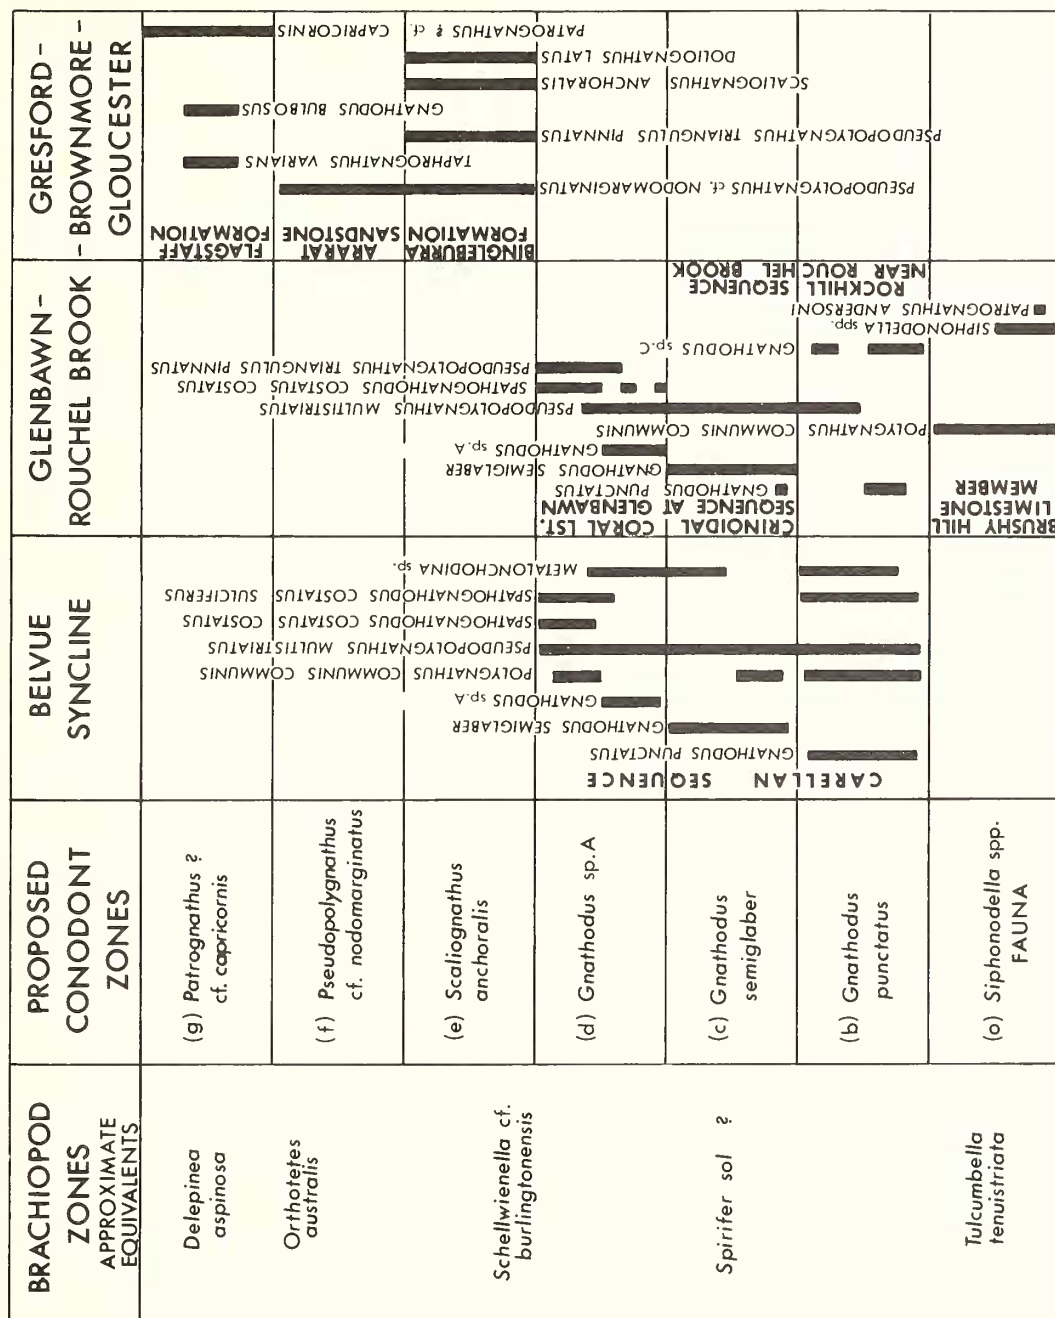 BRACHIOPOD
ZONES
APPROXIMATE
EQUIVALENTS
Delepinea
aspinosa
Orthotetes
australis
Schellwienella cf.
burlingtonensis
Spirifer sol ?
Tulcumbella
tenuistriata
PROPOSED
CONODONT
ZONES
(g) Patrognathus ?
cf. capricornis
(f) Pseudopolygnathus
cf. nodomarginatus
(e) Scaliognathus
anchoralis
(d) Gnathodus sp.A
(c) Gnathodus
semiglaber
(b) Gnathodus
punctatus
(a) Siphonodella spp.
FAUNA
BELVUE
SYNCLINE
CARELLAN SEQUENCE
GNATHODUS PUNCTATUS
GNATHODUS SEMIGLABER
GNATHODUS sp.A
POLYGNATHUS COMMUNIS COMMUNIS
PSEUDOPOLYGNATHUS MULTISTRIATUS
SPATHOGNATHODUS COSTATUS COSTATUS
SPATHOGNATHODUS COSTATUS SULCIFERUS
METALONCHODINA sp.
GLENBAWN –
ROUCHEL BROOK
BRUSHY HILL
LIMESTONE
MEMBER
CRINOIDAL
SEQUENCE AT GLENBAWN
CORAL LST.
GNATHODUS PUNCTATUS
GNATHODUS SEMIGLABER
GNATHODUS sp.A
POLYGNATHUS COMMUNIS COMMUNIS
PSEUDOPOLYGNATHUS MULTISTRIATUS
SPATHOGNATHODUS COSTATUS COSTATUS
PSEUDOPOLYGNATHUS TRIANGULUS PINNATUS
GNATHODUS sp.C
SIPHONODELLA spp.
PATROGNATHUS ANDERSONI
ROCKHILL SEQUENCE
NEAR ROUCHEL BROOK
GRESFORD –
– BROWNMORE –
GLOUCESTER
FLAGSTAFF
FORMATION
ARARAT
SANDSTONE
BINGLEBURRA
FORMATION
PSEUDOPOLYGNATHUS cf. NODOMARGINATUS
TAPHROGNATHUS VARIANS
PSEUDOPOLYGNATHUS TRIANGULUS PINNATUS
GNATHODUS BULBOSUS
SCALIOGNATHUS ANCHORALIS
DOLIOGNATHUS LATUS
PATROGNATHUS ? cf. CAPRICORNIS